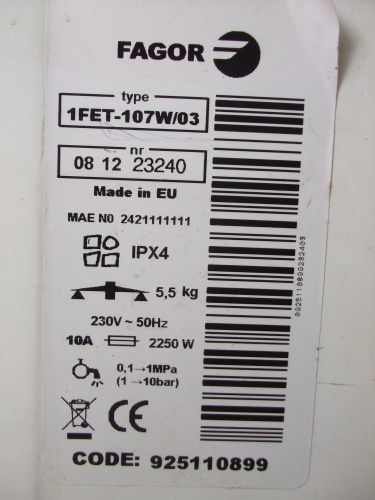 FAGOR
type
1FET-107W/03
nr
08 12 23240
Made in EU
MAE N0 2421111111
IPX4
5,5 kg
230V ~ 50Hz
10A 2250 W
0,1→1MPa
(1 →10bar)
CE
CODE: 925110899